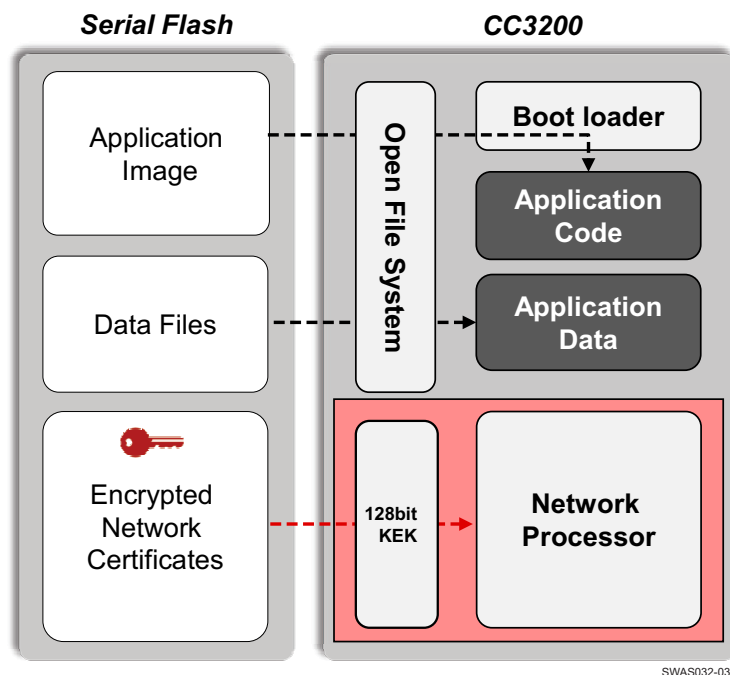 Serial Flash
CC3200
Application
Image
Data Files
Encrypted
Network
Certificates
Open File System
Boot loader
Application
Code
Application
Data
128bit
KEK
Network
Processor
SWAS032-03